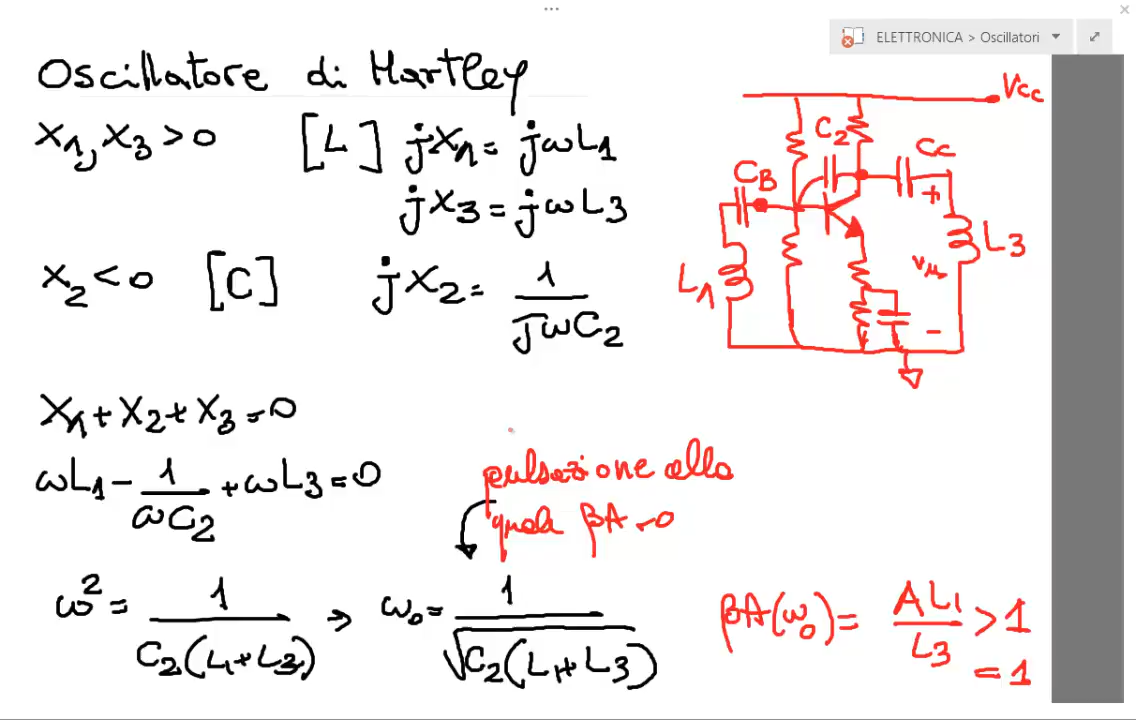 ELETTRONICA > Oscillatori
Oscillatore di Hartley
X₁, X₃ > 0 [L] jX₁ = jωL₁
jX₃ = jωL₃
X₂ < 0 [C] jX₂ = 1/(jωC₂)
X₁ + X₂ + X₃ = 0
ωL₁ - 1/(ωC₂) + ωL₃ = 0
pulsazione alla
quale βA = 0
ω² = 1/(C₂(L₁+L₃)) => ω₀ = 1/√(C₂(L₁+L₃))
Vcc
C₂
Cc
C_B
+
L₁
L₃
-
βA(ω₀) = AL₁/L₃ > 1
= 1